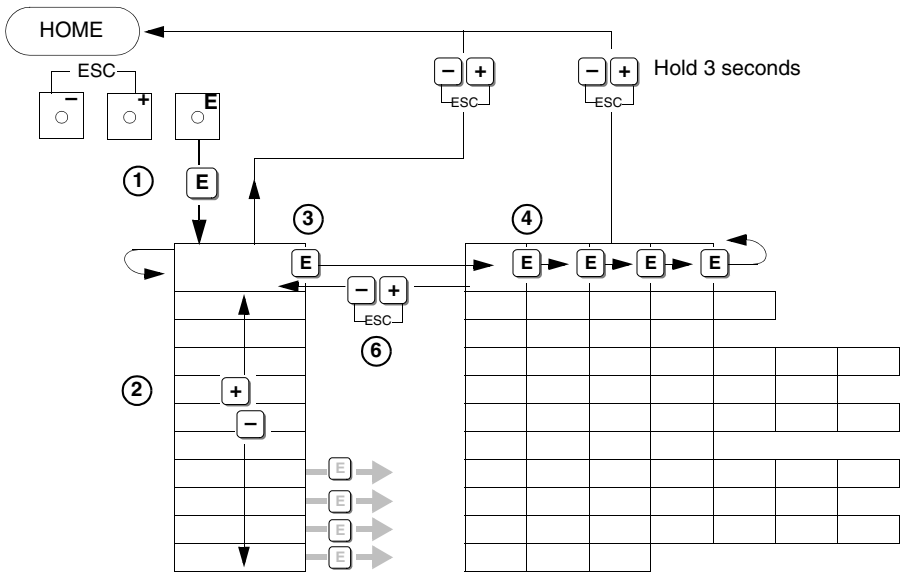 HOME
ESC
– + E
– + ESC
– + ESC Hold 3 seconds
1 E
3 4
E E E E E
– +
ESC
6
2 +
–
E
E
E
E